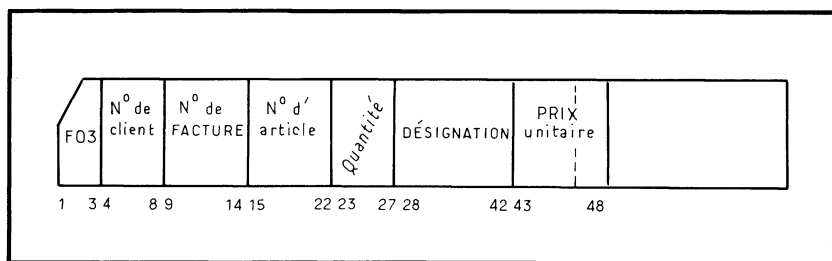 FO3
N° de
client
N° de
FACTURE
N° d'
article
Quantité
DÉSIGNATION
PRIX
unitaire
1 3 4 8 9 14 15 22 23 27 28 42 43 48